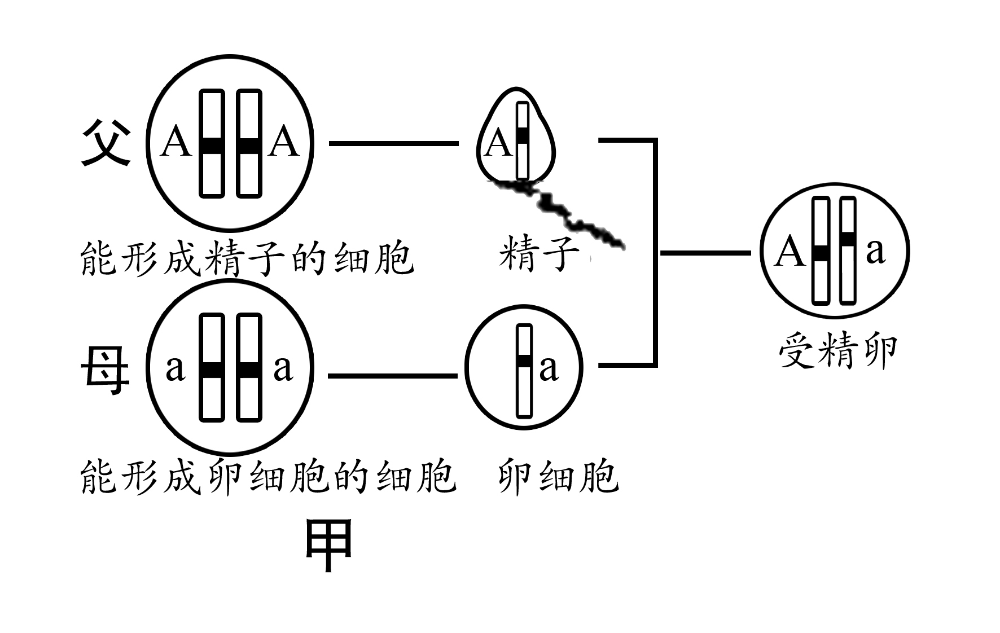 父 A A A
能形成精子的细胞 精子
A a
受精卵
母 a a a
能形成卵细胞的细胞 卵细胞
甲